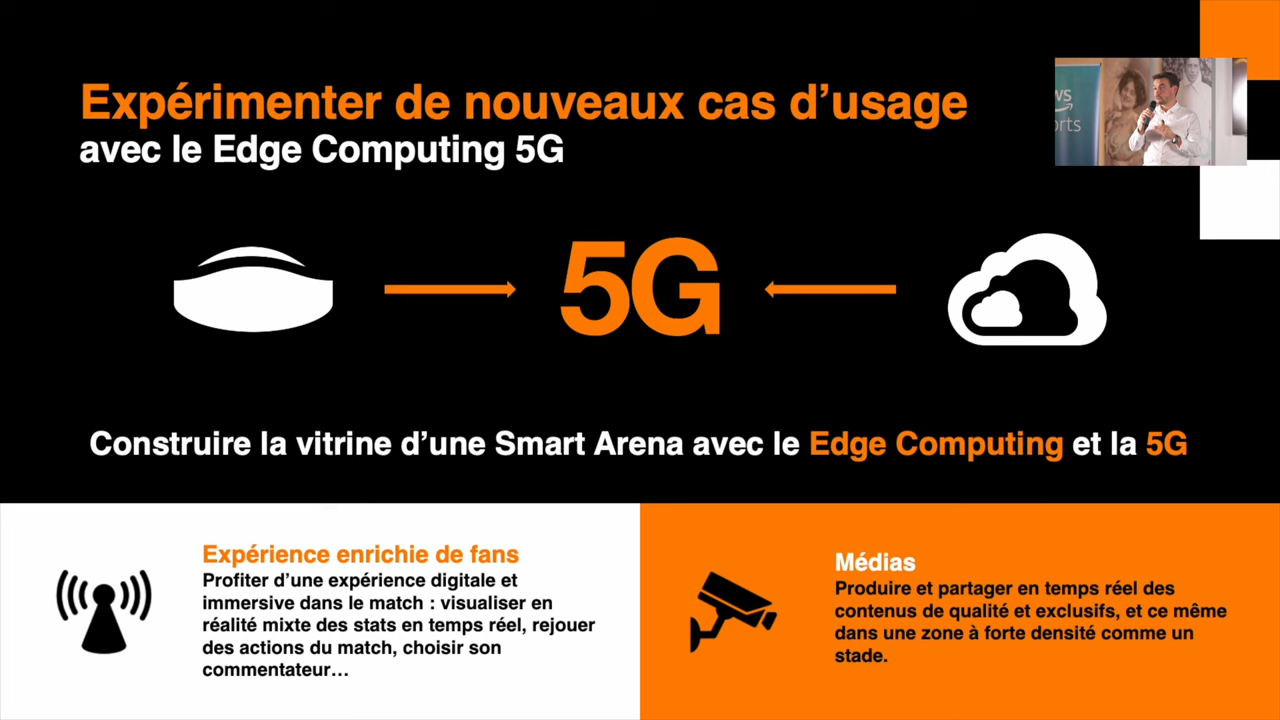 Expérimenter de nouveaux cas d’usage
avec le Edge Computing 5G
ws
orts
5G
Construire la vitrine d’une Smart Arena avec le Edge Computing et la 5G
Expérience enrichie de fans
Profiter d’une expérience digitale et
immersive dans le match : visualiser en
réalité mixte des stats en temps réel, rejouer
des actions du match, choisir son
commentateur…
Médias
Produire et partager en temps réel des
contenus de qualité et exclusifs, et ce même
dans une zone à forte densité comme un
stade.